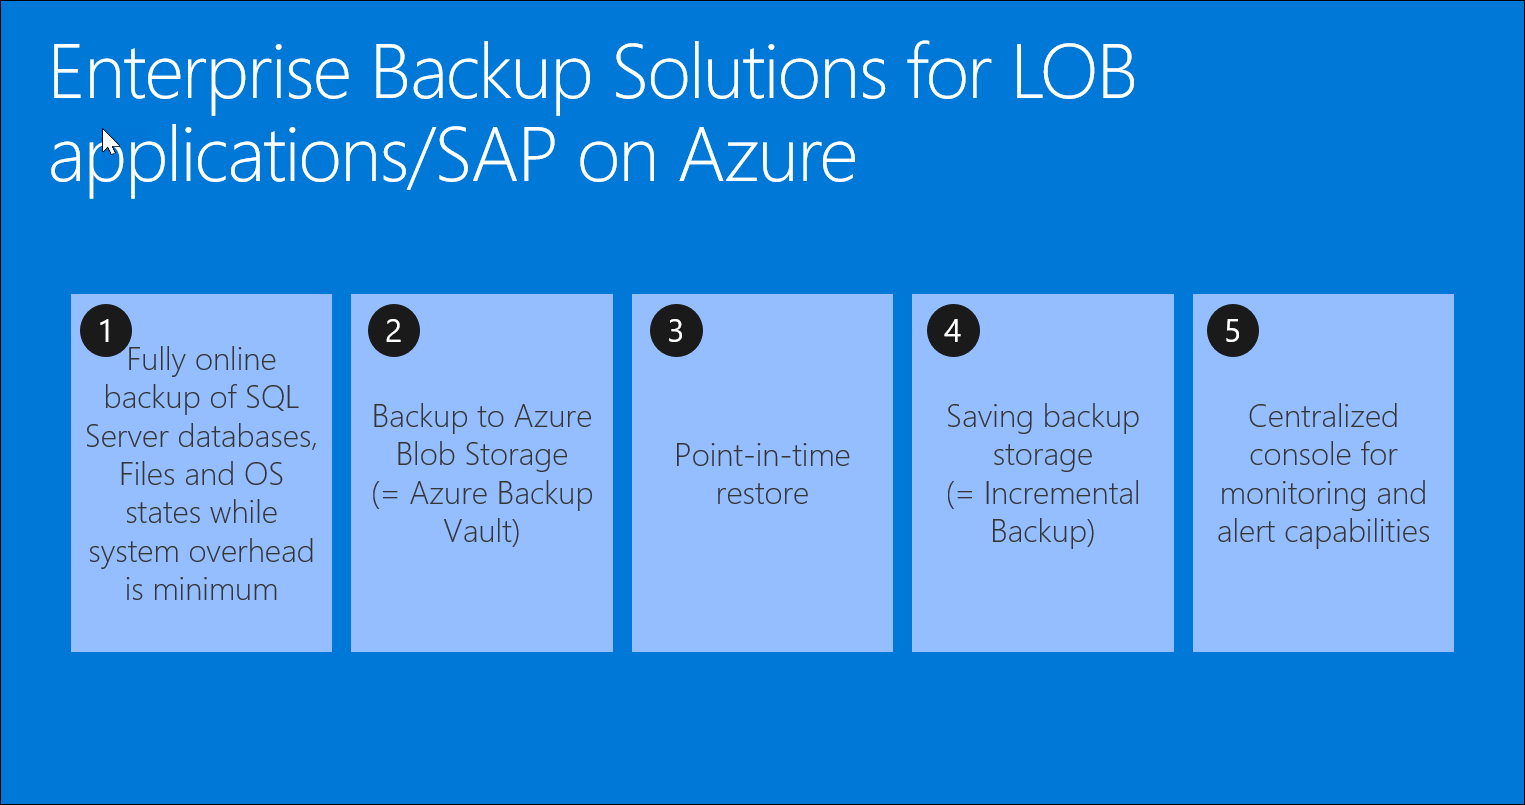 Enterprise Backup Solutions for LOB
applications/SAP on Azure
1
Fully online
backup of SQL
Server databases,
Files and OS
states while
system overhead
is minimum
2
Backup to Azure
Blob Storage
(= Azure Backup
Vault)
3
Point-in-time
restore
4
Saving backup
storage
(= Incremental
Backup)
5
Centralized
console for
monitoring and
alert capabilities